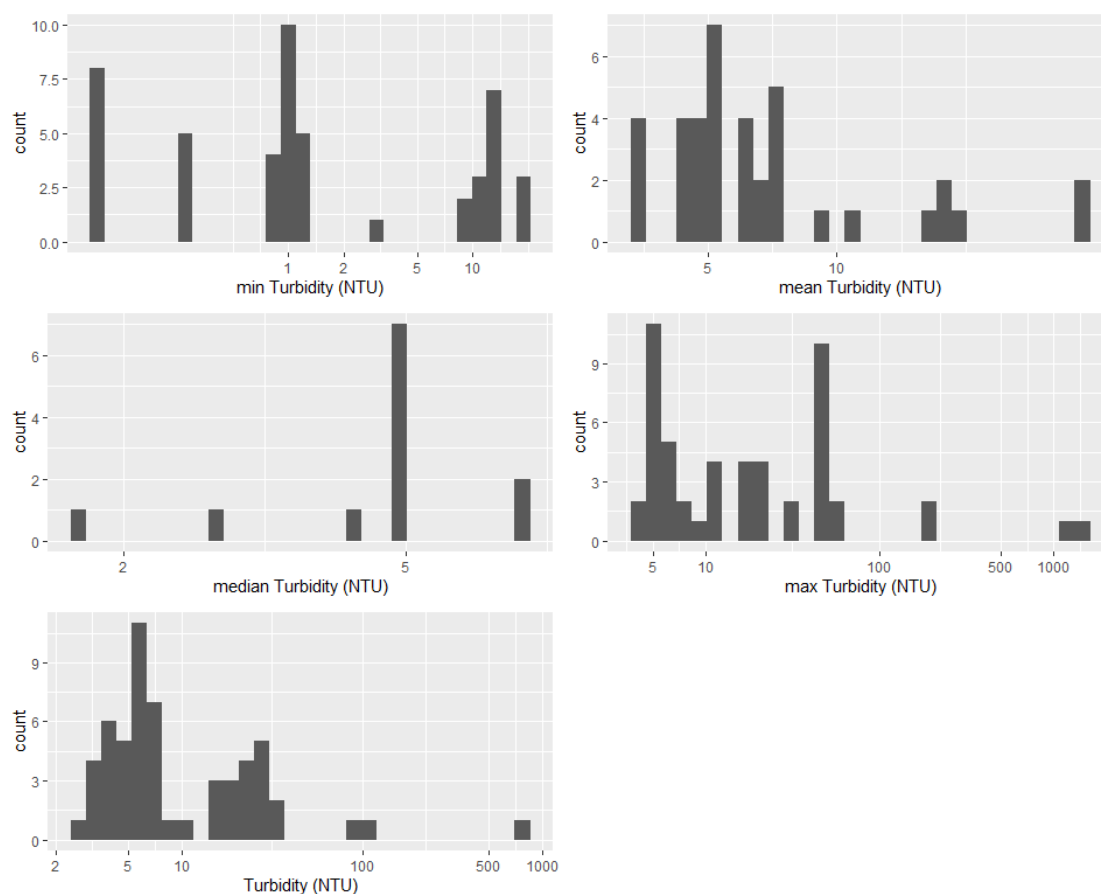 10.0
7.5
5.0
2.5
0.0
count
1 2 5 10
min Turbidity (NTU)
6
4
2
0
count
5 10
mean Turbidity (NTU)
6
4
2
0
count
2 5
median Turbidity (NTU)
9
6
3
0
count
5 10 100 500 1000
max Turbidity (NTU)
9
6
3
0
count
2 5 10 100 500 1000
Turbidity (NTU)